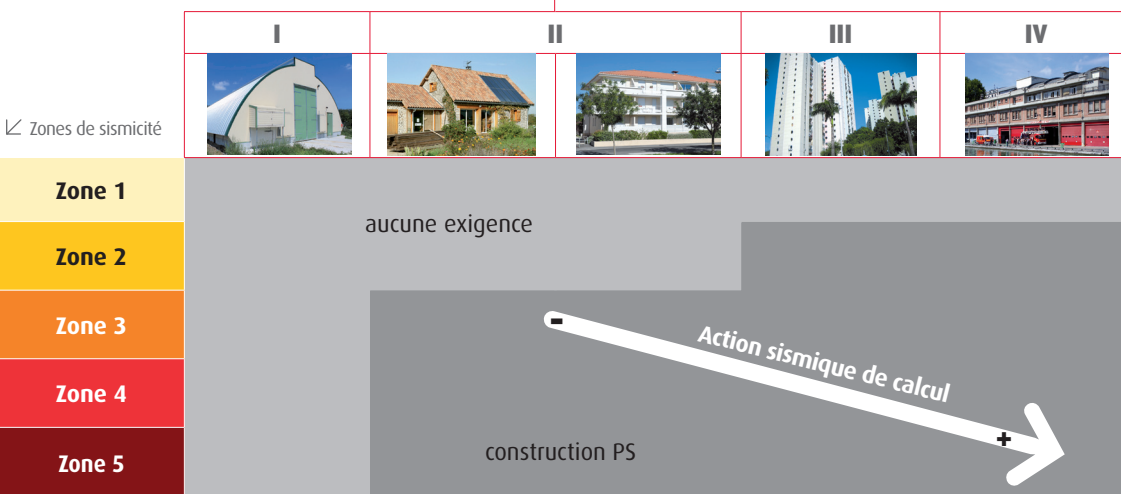 I II III IV
Zones de sismicité
Zone 1
aucune exigence
Zone 2
Zone 3
-
Action sismique de calcul
Zone 4
+
construction PS
Zone 5